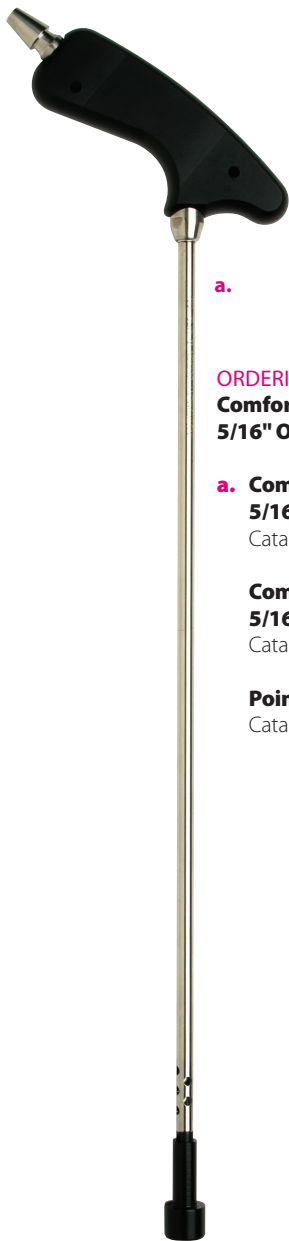 a.
ORDERI
Comfor
5/16" O
a. Com
5/16
Cata
Com
5/16
Cata
Poin
Cata